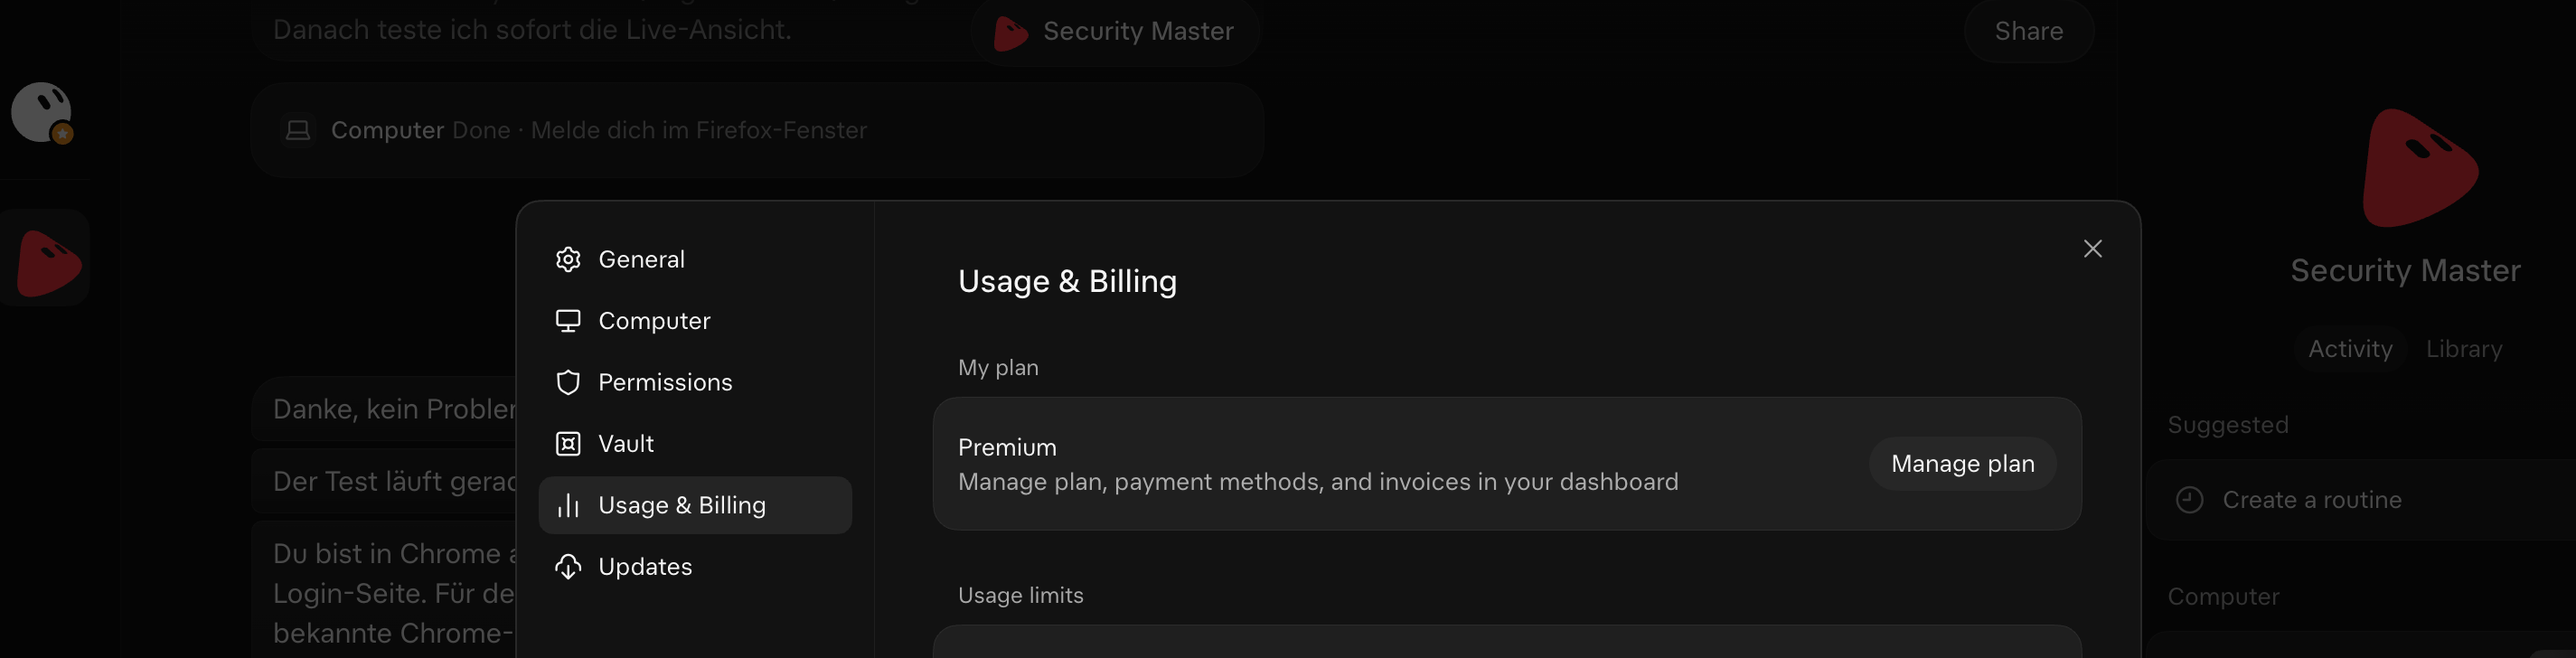 Danach teste ich sofort die Live-Ansicht.
Security Master
Share
Computer Done · Melde dich im Firefox-Fenster
General
Computer
Permissions
Vault
Usage & Billing
Updates
Usage & Billing
My plan
Premium
Manage plan, payment methods, and invoices in your dashboard
Manage plan
Usage limits
Danke, kein
Der Test läuft
Du bist in Chrome
Login-Seite. Für
bekannte Chrome-
Security Master
Activity
Library
Suggested
Create a routine
Computer